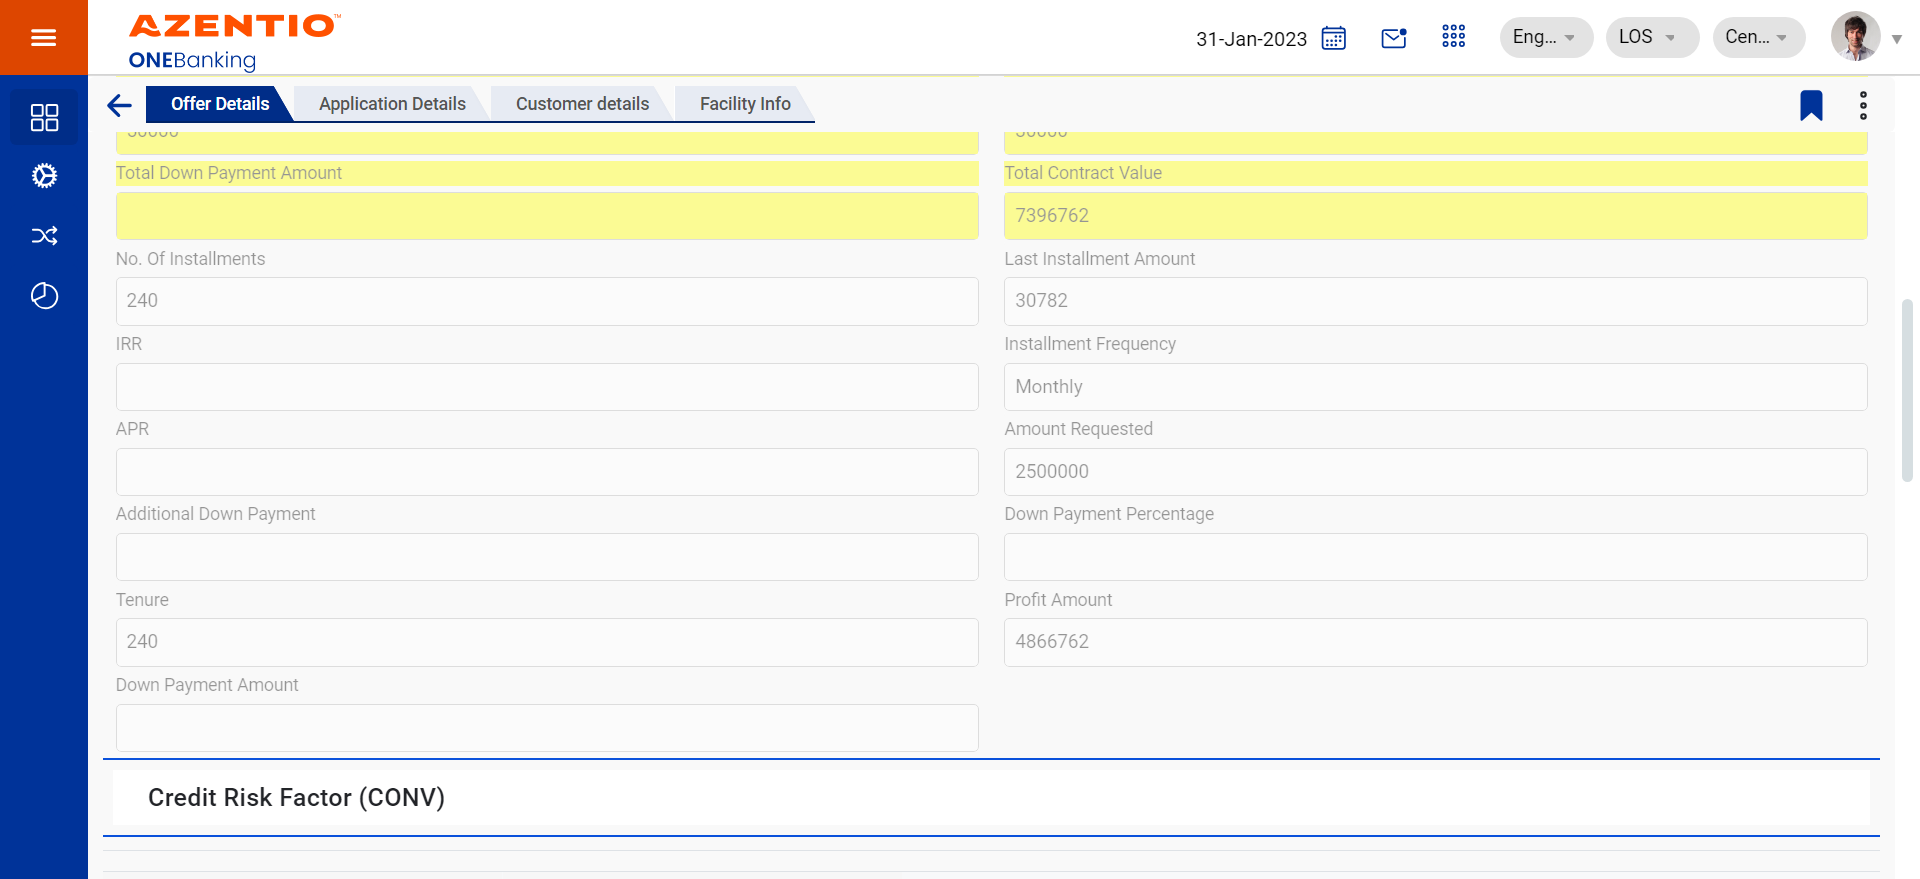 AZENTIO™
ONEBanking
31-Jan-2023
Eng...
LOS
Cen...
Offer Details
Application Details
Customer details
Facility Info
Total Down Payment Amount
Total Contract Value
7396762
No. Of Installments
Last Installment Amount
240
30782
IRR
Installment Frequency
Monthly
APR
Amount Requested
2500000
Additional Down Payment
Down Payment Percentage
Tenure
Profit Amount
240
4866762
Down Payment Amount
Credit Risk Factor (CONV)